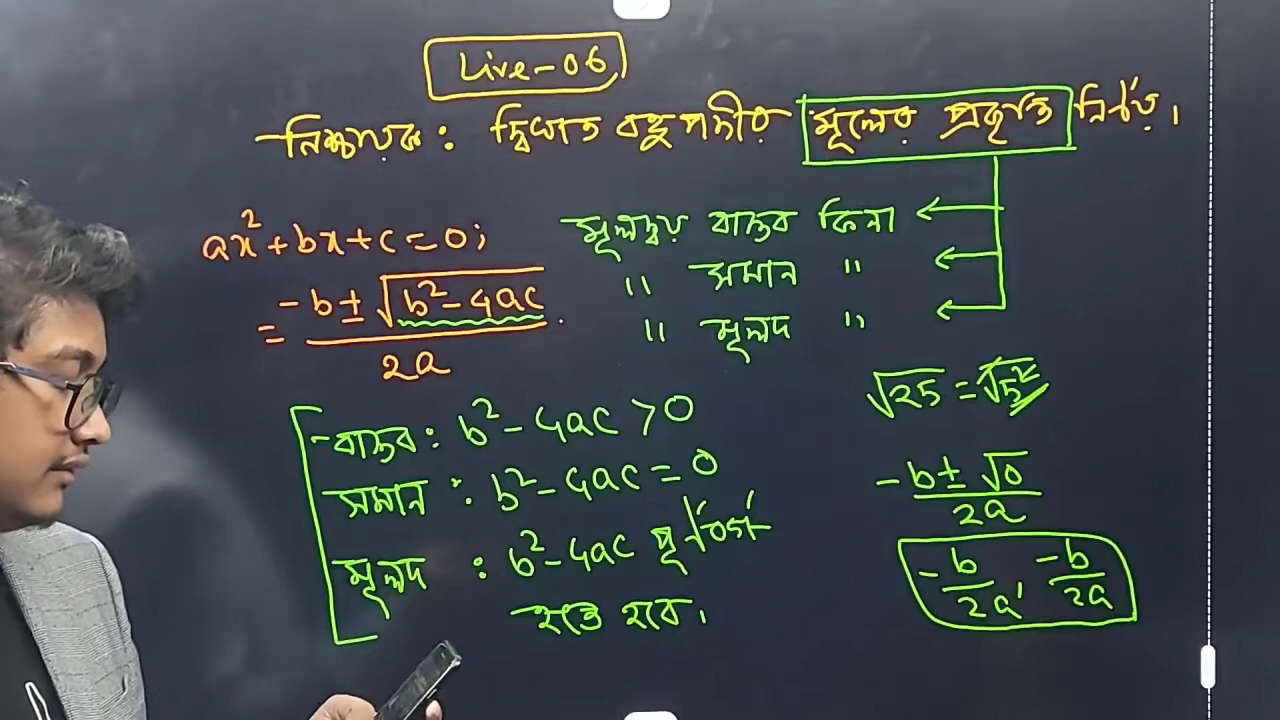 Live-06
নিশ্চায়ক : দ্বিঘাত বহুপদীর মূলের প্রকৃতি নির্ণয়।
ax²+bx+c=0;
মূলদ্বয় বাস্তব কিনা
= (-b±√(b²-4ac))/2a
" সমান "
" মূলদ "
√25 = √5²
বাস্তব : b²-4ac>0
সমান : b²-4ac=0
(-b±√0)/2a
মূলদ : b²-4ac পূর্ণবর্গ
হতে হবে।
-b/2a, -b/2a